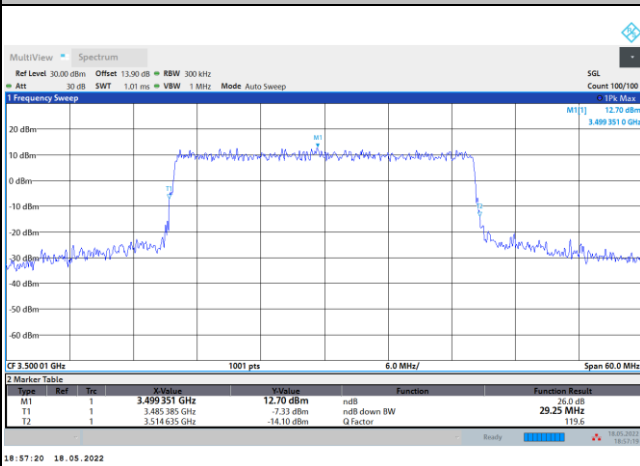 MultiView Spectrum
Ref Level 30.00 dBm Offset 13.90 dB RBW 300 kHz SGL
Att 30 dB SWT 1.01 ms VBW 1 MHz Mode Auto Sweep Count 100/100
1 Frequency Sweep 1Pk Max
M1[1] 12.70 dBm
3.499 351 0 GHz
20 dBm
M1
10 dBm
0 dBm
T1
-10 dBm
T2
-20 dBm
-30 dBm
-40 dBm
-50 dBm
-60 dBm
CF 3.500 01 GHz 1001 pts 6.0 MHz/ Span 60.0 MHz
2 Marker Table
Type Ref Trc X-Value Y-Value Function Function Result
M1 1 3.499 351 GHz 12.70 dBm ndB 26.0 dB
T1 1 3.485 385 GHz -7.33 dBm ndB down BW 29.25 MHz
T2 1 3.514 635 GHz -14.10 dBm Q Factor 119.6
Ready 18.05.2022
18:57:19
18:57:20 18.05.2022